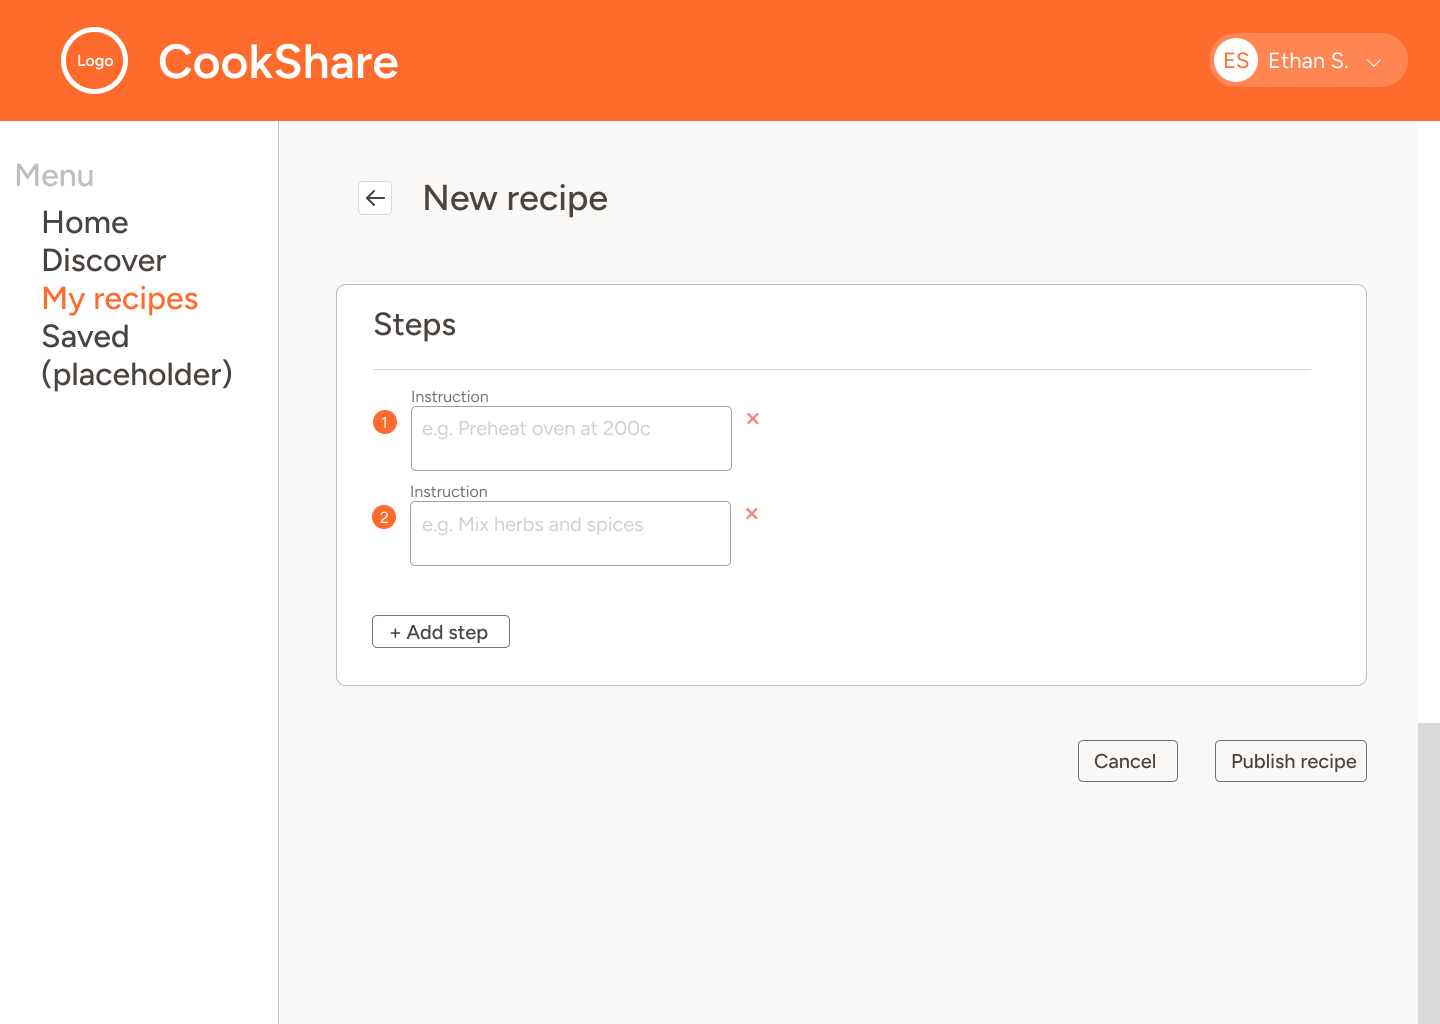 Logo
CookShare
ES
Ethan S.
Menu
Home
Discover
My recipes
Saved
(placeholder)
New recipe
Steps
Instruction
1
e.g. Preheat oven at 200c
Instruction
2
e.g. Mix herbs and spices
+ Add step
Cancel
Publish recipe